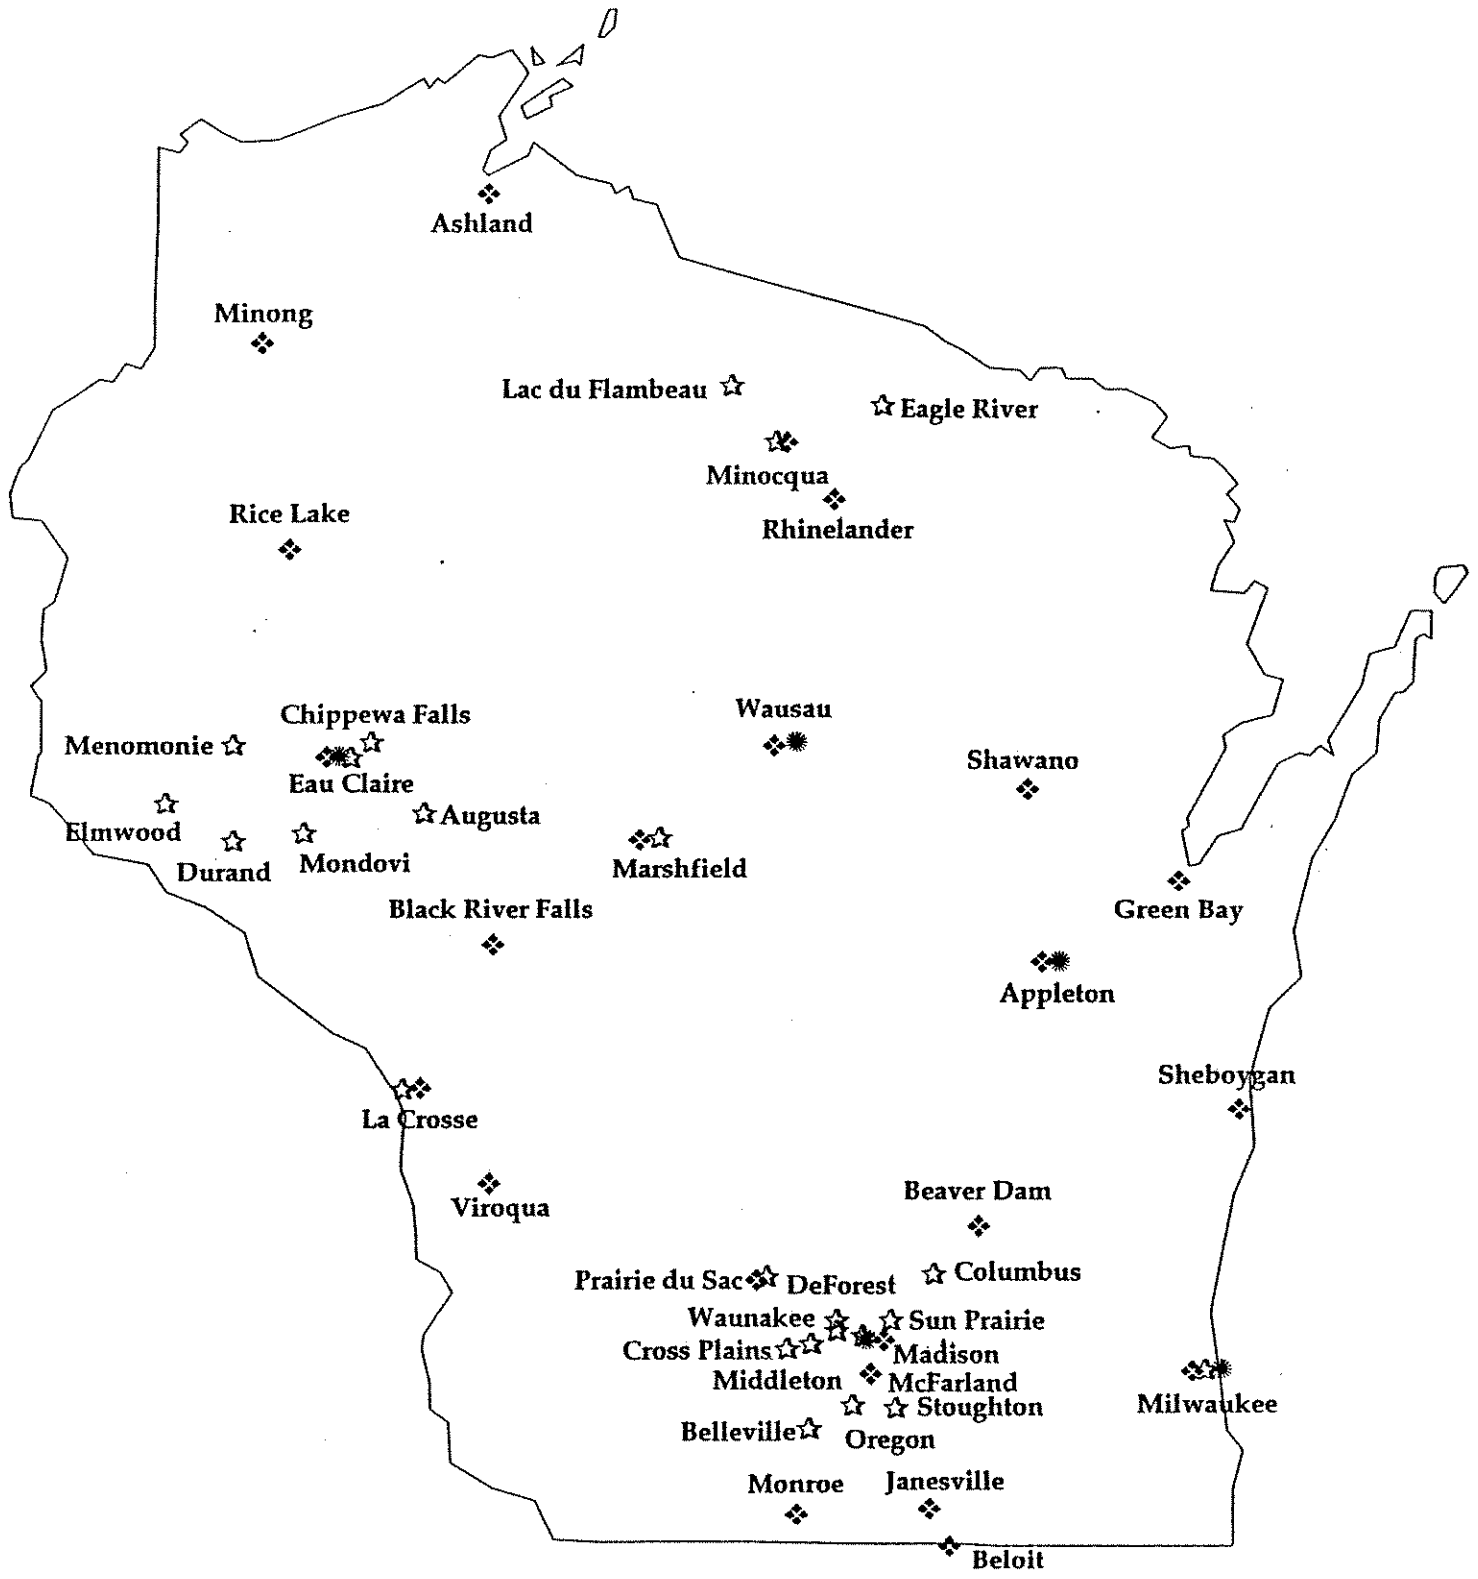 Ashland
Minong
Lac du Flambeau
Eagle River
Minocqua
Rice Lake
Rhinelander
Chippewa Falls
Wausau
Menomonie
Shawano
Eau Claire
Augusta
Elmwood
Mondovi
Durand
Marshfield
Black River Falls
Green Bay
Appleton
Sheboygan
La Crosse
Viroqua
Beaver Dam
Prairie du Sac
DeForest
Columbus
Waunakee
Sun Prairie
Cross Plains
Madison
Middleton
McFarland
Milwaukee
Stoughton
Belleville
Oregon
Monroe
Janesville
Beloit